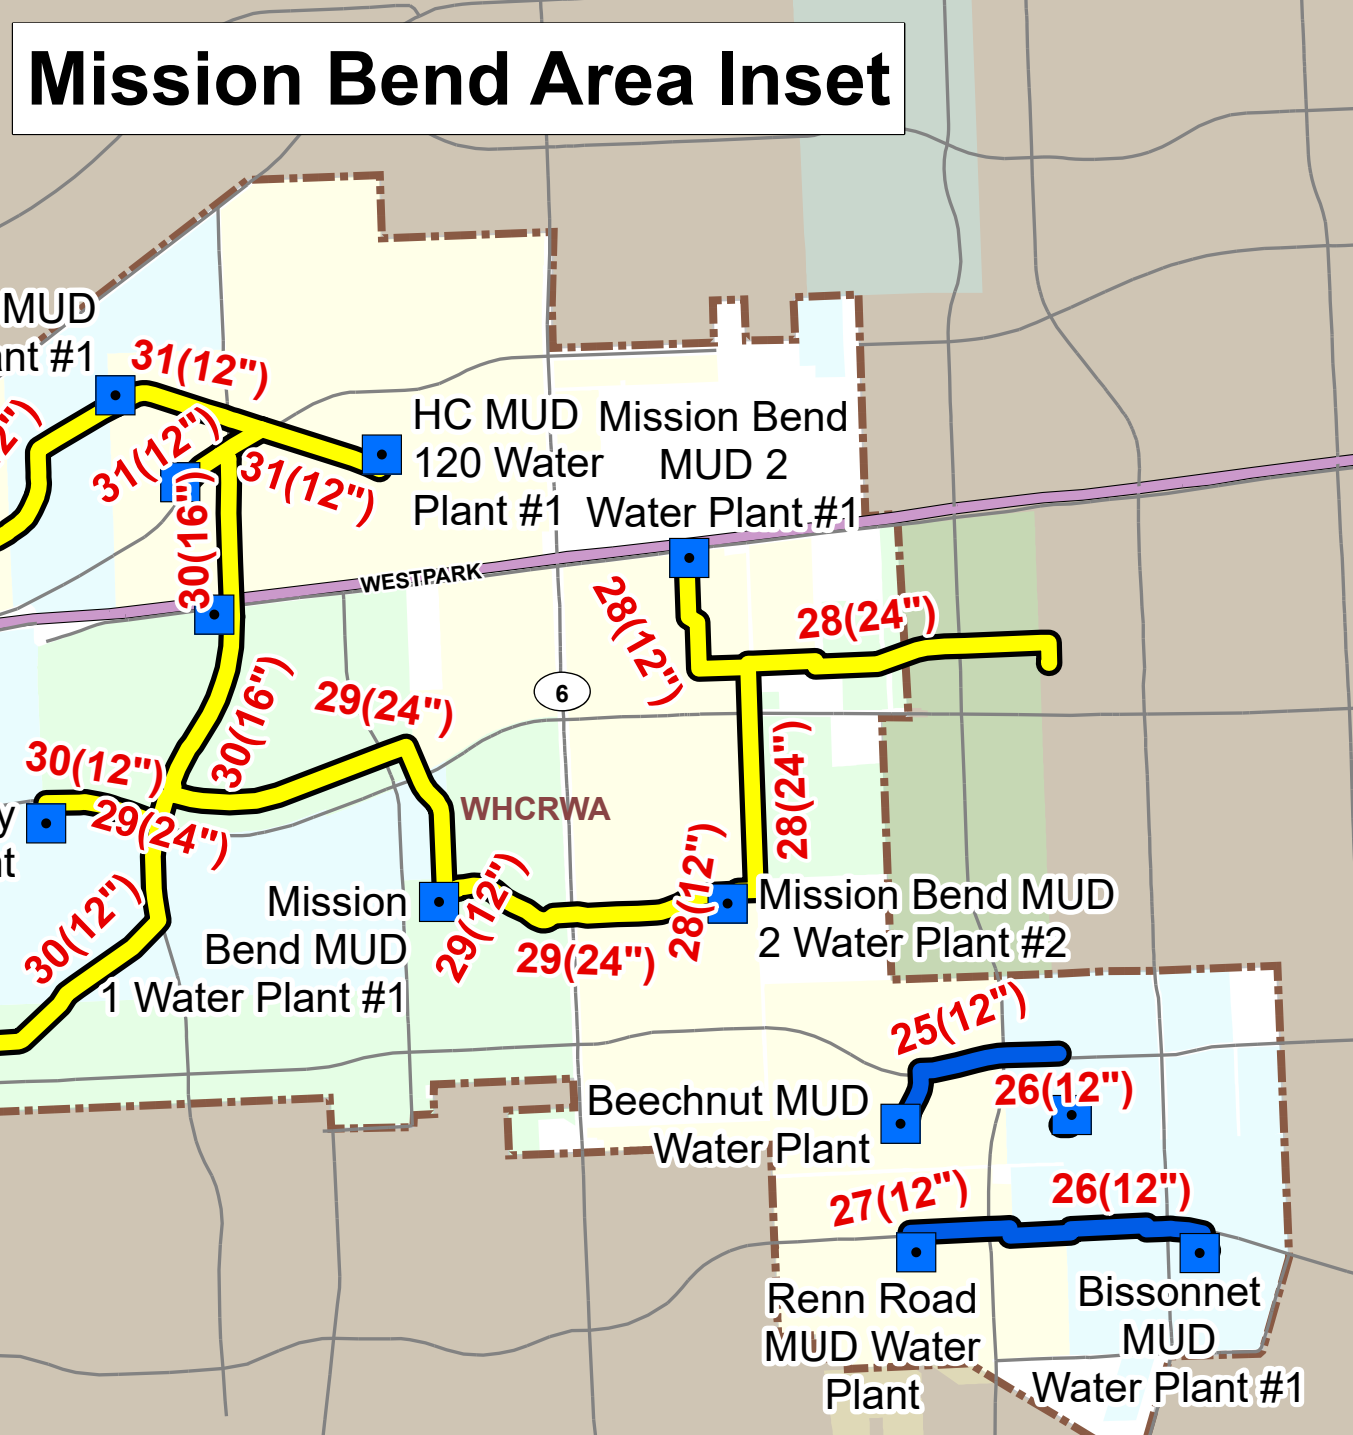 Mission Bend Area Inset
MUD
nt #1
31(12")
2")
31(12")
31(12")
HC MUD
120 Water
Plant #1
Mission Bend
MUD 2
Water Plant #1
30(16")
WESTPARK
28(12")
28(24")
6
30(16")
29(24")
30(12")
29(24")
y
t
WHCRWA
28(24")
30(12")
Mission
Bend MUD
1 Water Plant #1
29(12")
29(24")
28(12")
Mission Bend MUD
2 Water Plant #2
25(12")
26(12")
Beechnut MUD
Water Plant
27(12")
26(12")
Renn Road
MUD Water
Plant
Bissonnet
MUD
Water Plant #1